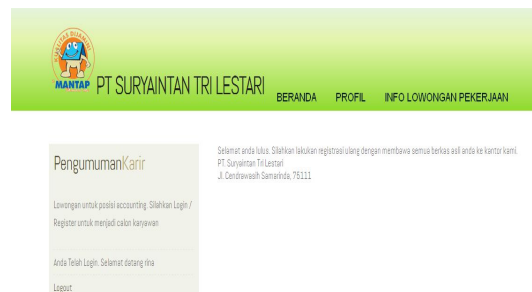 KUALITAS DIJAMIN
MANTAP
PT SURYAINTAN TRI LESTARI
BERANDA PROFIL INFO LOWONGAN PEKERJAAN
PengumumanKarir
Lowongan untuk posisi accounting. Silahkan Login /
Register untuk menjadi calon karyawan
Anda Telah Login. Selamat datang rina
Logout
Selamat anda lulus. Silahkan lakukan registrasi ulang dengan membawa semua berkas asli anda ke kantor kami.
PT. Suryaintan Tri Lestari
Jl. Cendrawasih Samarinda, 75111